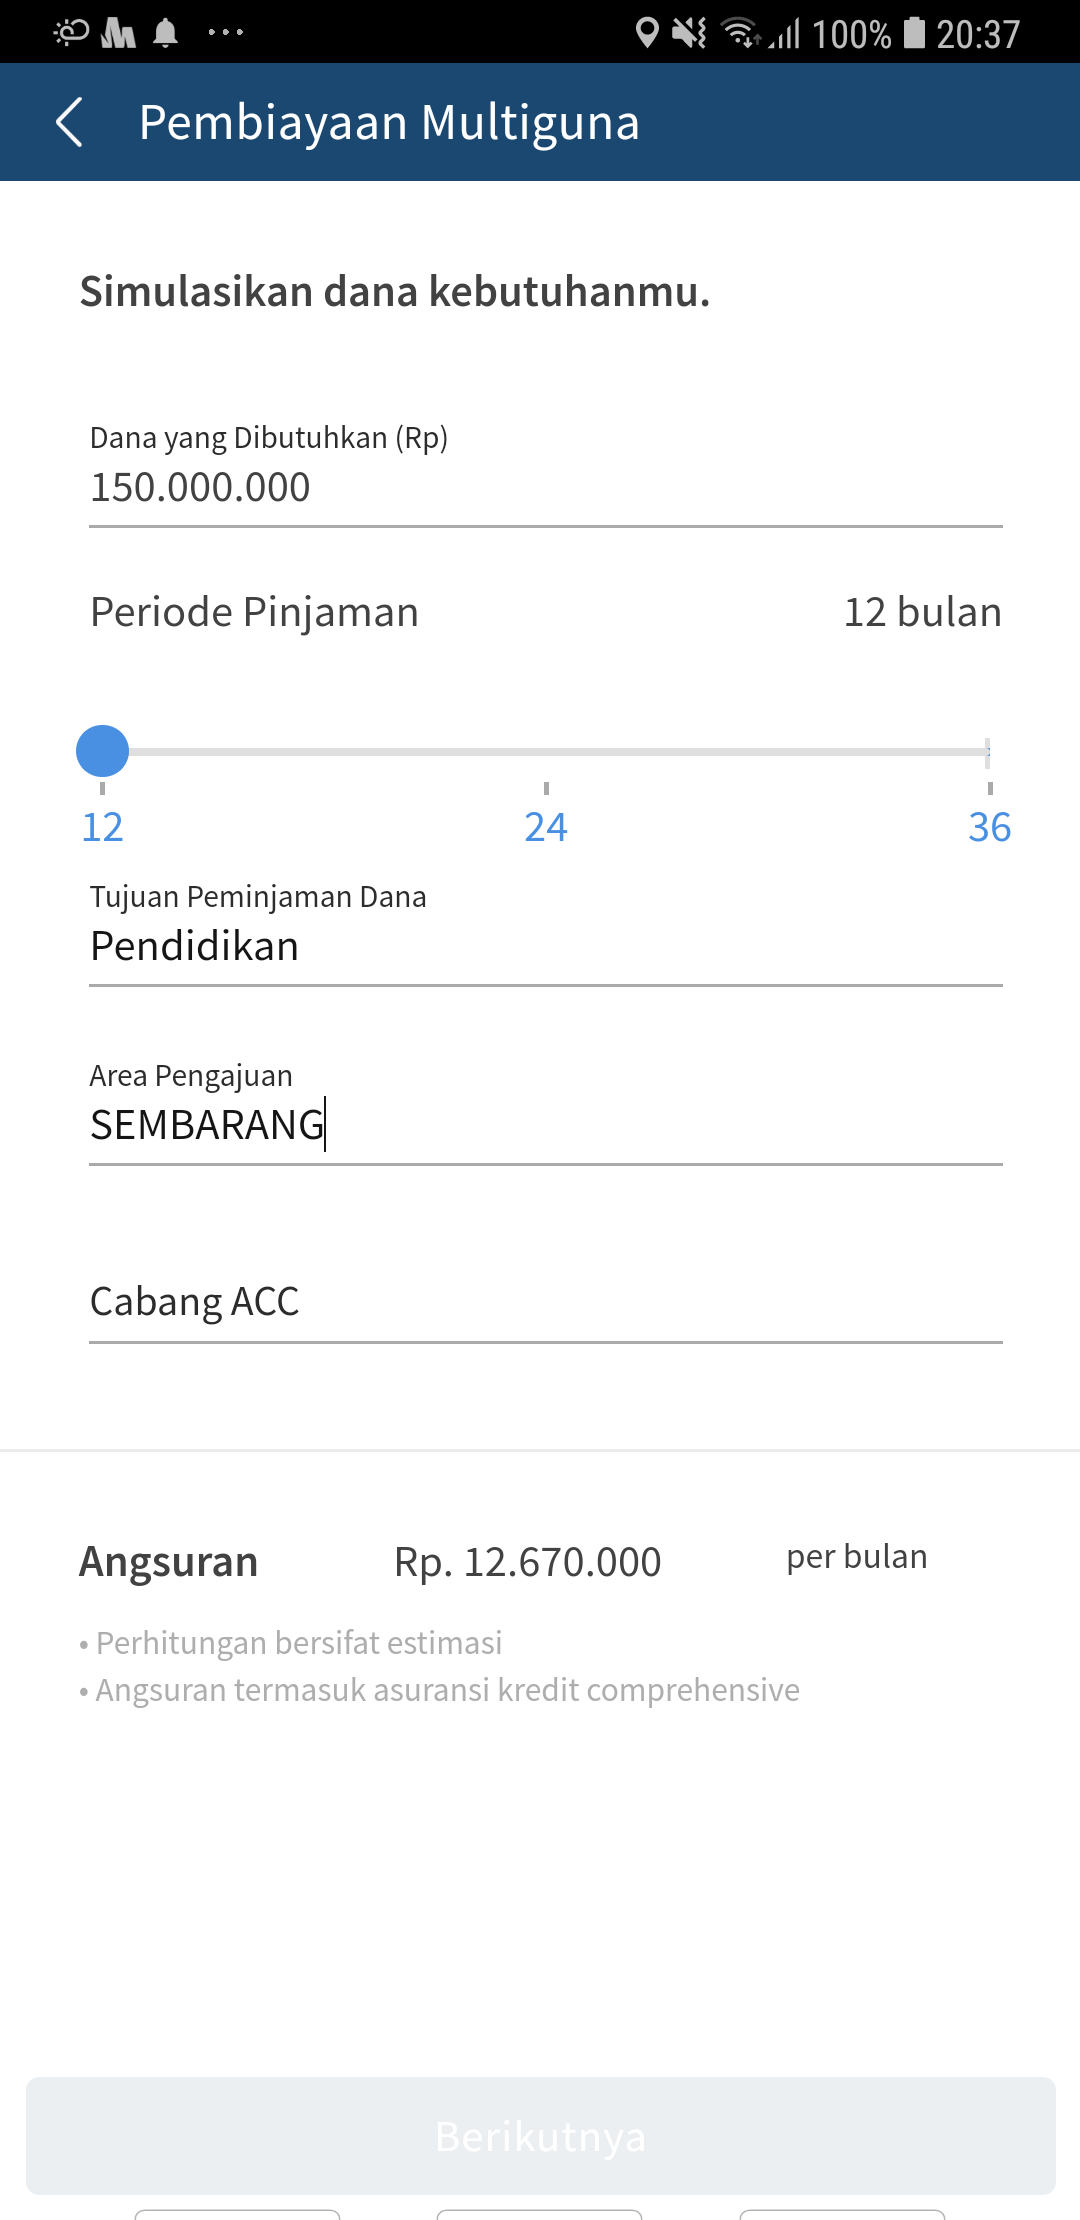 100% 20:37
Pembiayaan Multiguna
Simulasikan dana kebutuhanmu.
Dana yang Dibutuhkan (Rp)
150.000.000
Periode Pinjaman 12 bulan
12 24 36
Tujuan Peminjaman Dana
Pendidikan
Area Pengajuan
SEMBARANG
Cabang ACC
Angsuran Rp. 12.670.000 per bulan
• Perhitungan bersifat estimasi
• Angsuran termasuk asuransi kredit comprehensive
Berikutnya